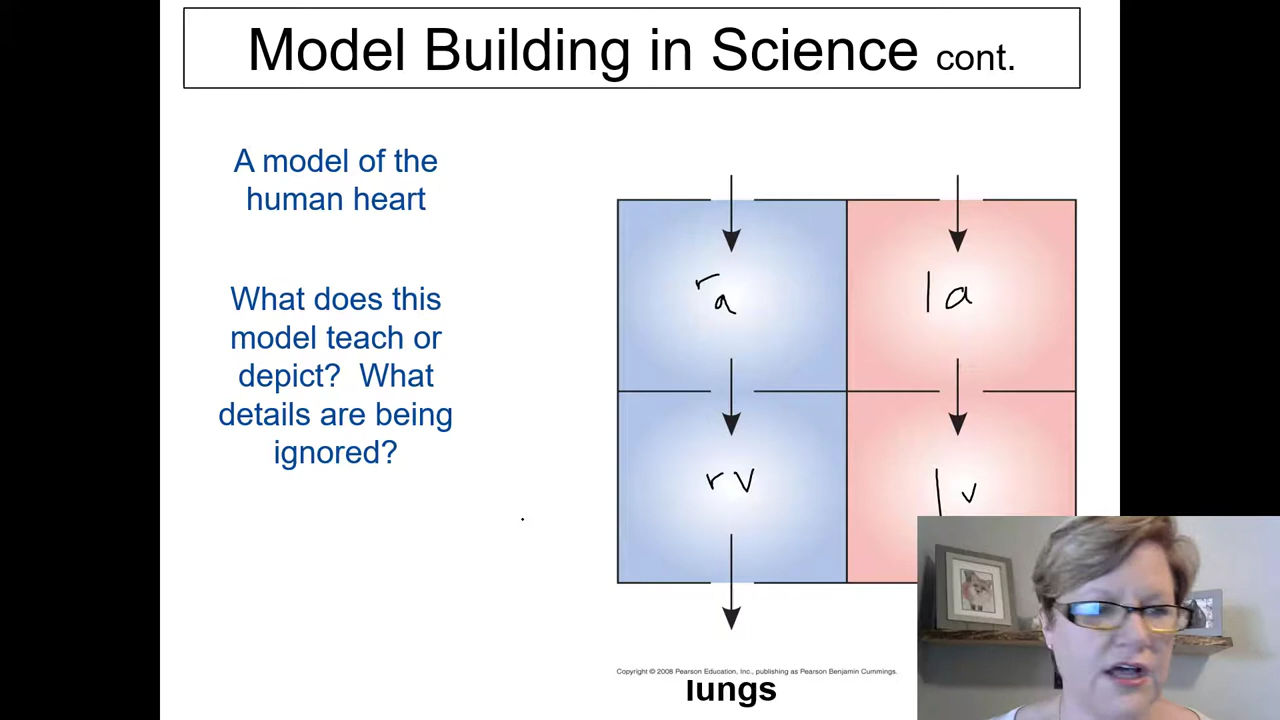 Model Building in Science cont.
A model of the
human heart
What does this
model teach or
depict? What
details are being
ignored?
ra
la
rv
lv
Copyright © 2008 Pearson Education, Inc., publishing as Pearson Benjamin Cummings.
lungs